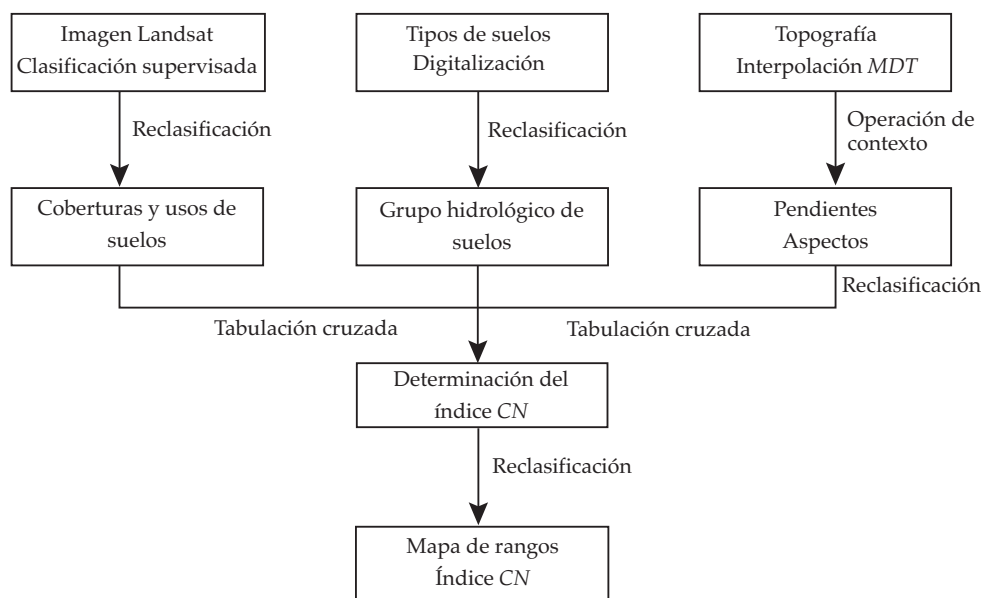 Imagen Landsat
Clasificación supervisada
Tipos de suelos
Digitalización
Topografía
Interpolación MDT
Reclasificación
Reclasificación
Operación de
contexto
Coberturas y usos de
suelos
Grupo hidrológico de
suelos
Pendientes
Aspectos
Reclasificación
Tabulación cruzada
Tabulación cruzada
Determinación del
índice CN
Reclasificación
Mapa de rangos
Índice CN